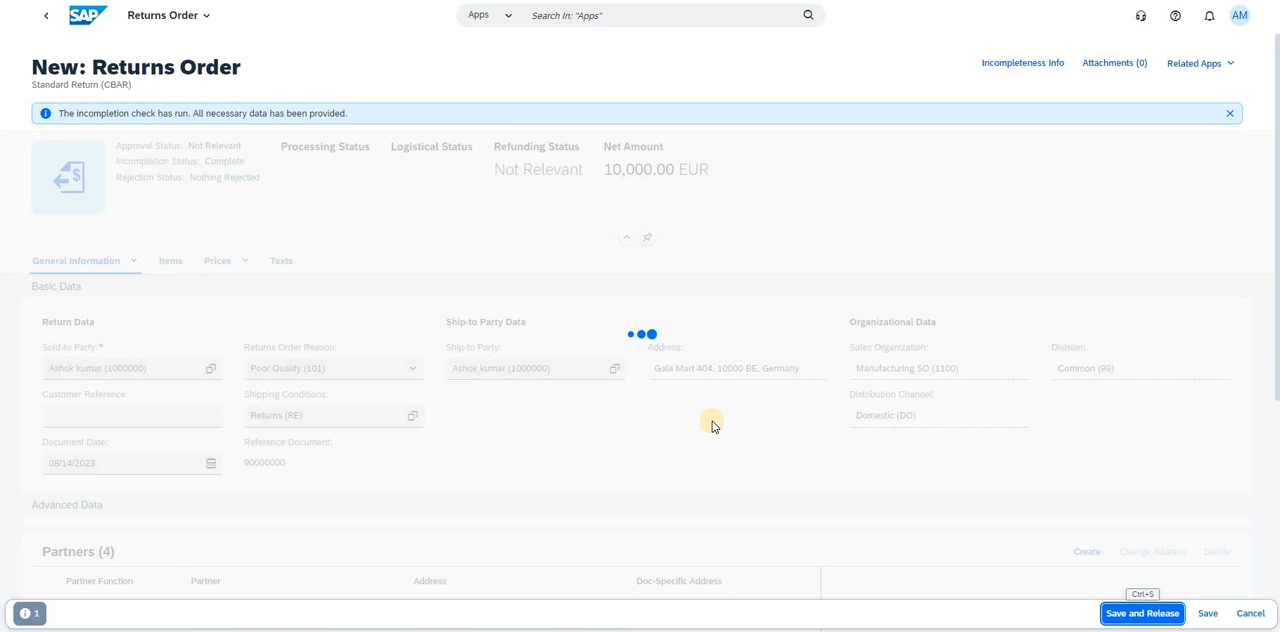 SAP Returns Order Apps Search In: "Apps" AM
New: Returns Order Incompleteness Info Attachments (0) Related Apps
Standard Return (CBAR)
The incompletion check has run. All necessary data has been provided.
Approval Status: Not Relevant Processing Status Logistical Status Refunding Status Net Amount
Incompletion Status: Complete Not Relevant 10,000.00 EUR
Rejection Status: Nothing Rejected
General Information Items Prices Texts
Basic Data
Return Data Ship-to Party Data Organizational Data
Sold-to Party:* Returns Order Reason: Ship-to Party: Address: Sales Organization: Division:
Ashok kumar (1000000) Poor Quality (101) Ashok kumar (1000000) Gala Mart 404, 10000 BE, Germany Manufacturing SO (1100) Common (99)
Customer Reference: Shipping Conditions: Distribution Channel:
Returns (RE) Domestic (DO)
Document Date: Reference Document:
08/14/2023 90000000
Advanced Data
Partners (4) Create Change Address Delete
Partner Function Partner Address Doc-Specific Address
Ctrl+S
1 Save and Release Save Cancel